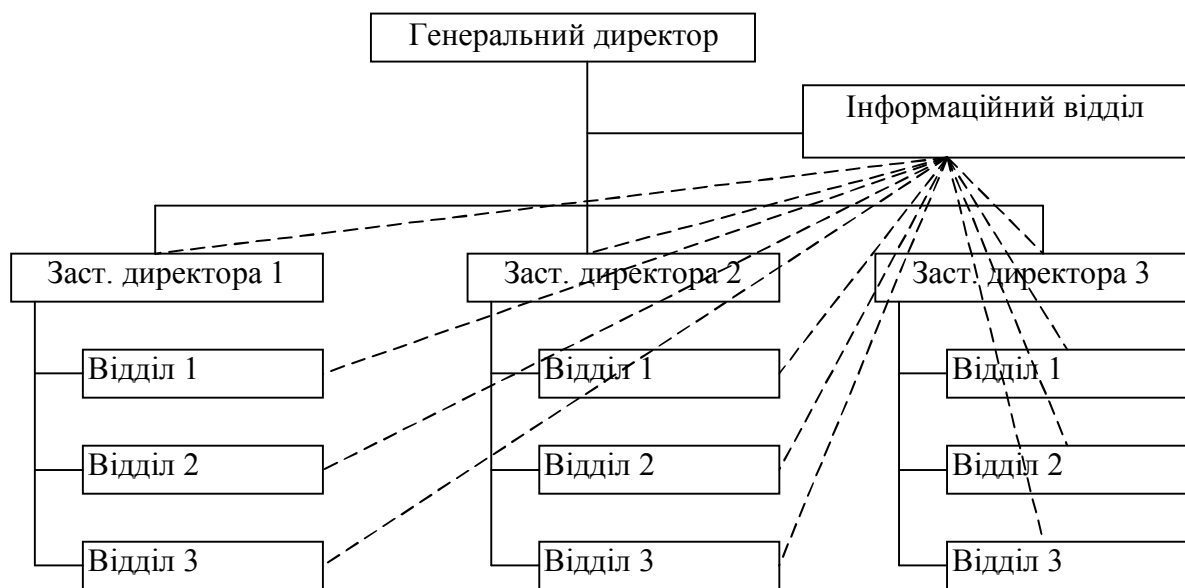 Генеральний директор
Інформаційний відділ
Заст. директора 1
Заст. директора 2
Заст. директора 3
Відділ 1
Відділ 1
Відділ 1
Відділ 2
Відділ 2
Відділ 2
Відділ 3
Відділ 3
Відділ 3